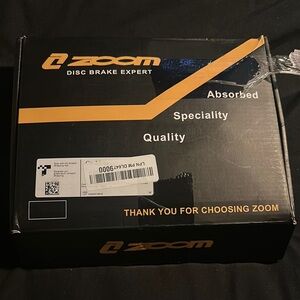 ZOOM
DISC BRAKE EXPERT
Absorbed
Speciality
Quality
THANK YOU FOR CHOOSING ZOOM
ZOOM